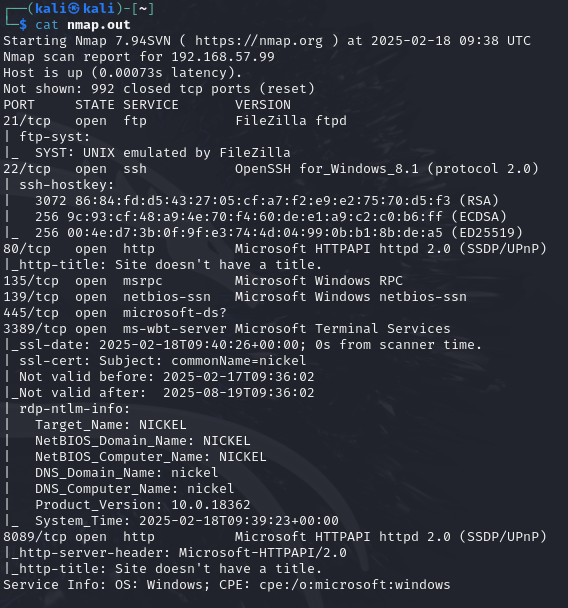 ┌──(kali㉿kali)-[~]
└─$ cat nmap.out
Starting Nmap 7.94SVN ( https://nmap.org ) at 2025-02-18 09:38 UTC
Nmap scan report for 192.168.57.99
Host is up (0.00073s latency).
Not shown: 992 closed tcp ports (reset)
PORT     STATE SERVICE       VERSION
21/tcp   open  ftp           FileZilla ftpd
| ftp-syst:
|_  SYST: UNIX emulated by FileZilla
22/tcp   open  ssh           OpenSSH for_Windows_8.1 (protocol 2.0)
| ssh-hostkey:
|   3072 86:84:fd:d5:43:27:05:cf:a7:f2:e9:e2:75:70:d5:f3 (RSA)
|   256 9c:93:cf:48:a9:4e:70:f4:60:de:e1:a9:c2:c0:b6:ff (ECDSA)
|_  256 00:4e:d7:3b:0f:9f:e3:74:4d:04:99:0b:b1:8b:de:a5 (ED25519)
80/tcp   open  http          Microsoft HTTPAPI httpd 2.0 (SSDP/UPnP)
|_http-title: Site doesn't have a title.
135/tcp  open  msrpc         Microsoft Windows RPC
139/tcp  open  netbios-ssn   Microsoft Windows netbios-ssn
445/tcp  open  microsoft-ds?
3389/tcp open  ms-wbt-server Microsoft Terminal Services
|_ssl-date: 2025-02-18T09:40:26+00:00; 0s from scanner time.
| ssl-cert: Subject: commonName=nickel
| Not valid before: 2025-02-17T09:36:02
|_Not valid after:  2025-08-19T09:36:02
| rdp-ntlm-info:
|   Target_Name: NICKEL
|   NetBIOS_Domain_Name: NICKEL
|   NetBIOS_Computer_Name: NICKEL
|   DNS_Domain_Name: nickel
|   DNS_Computer_Name: nickel
|   Product_Version: 10.0.18362
|_  System_Time: 2025-02-18T09:39:23+00:00
8089/tcp open  http          Microsoft HTTPAPI httpd 2.0 (SSDP/UPnP)
|_http-server-header: Microsoft-HTTPAPI/2.0
|_http-title: Site doesn't have a title.
Service Info: OS: Windows; CPE: cpe:/o:microsoft:windows